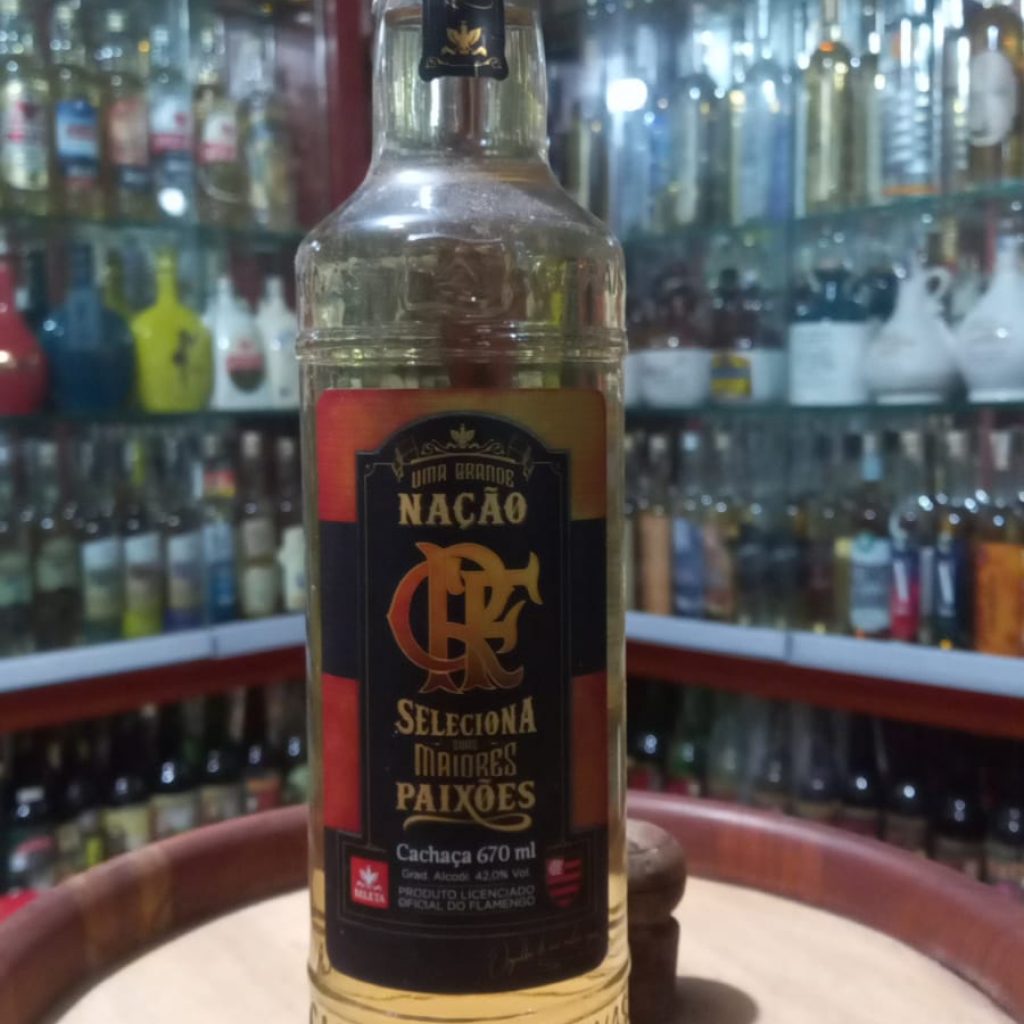 UMA GRANDE
NAÇÃO
CRF
SELECIONA
SUAS
MAIORES
PAIXÕES
Cachaça 670 ml
Grad. Alcoól 42,0% Vol.
SELETA
PRODUTO LICENCIADO
OFICIAL DO FLAMENGO